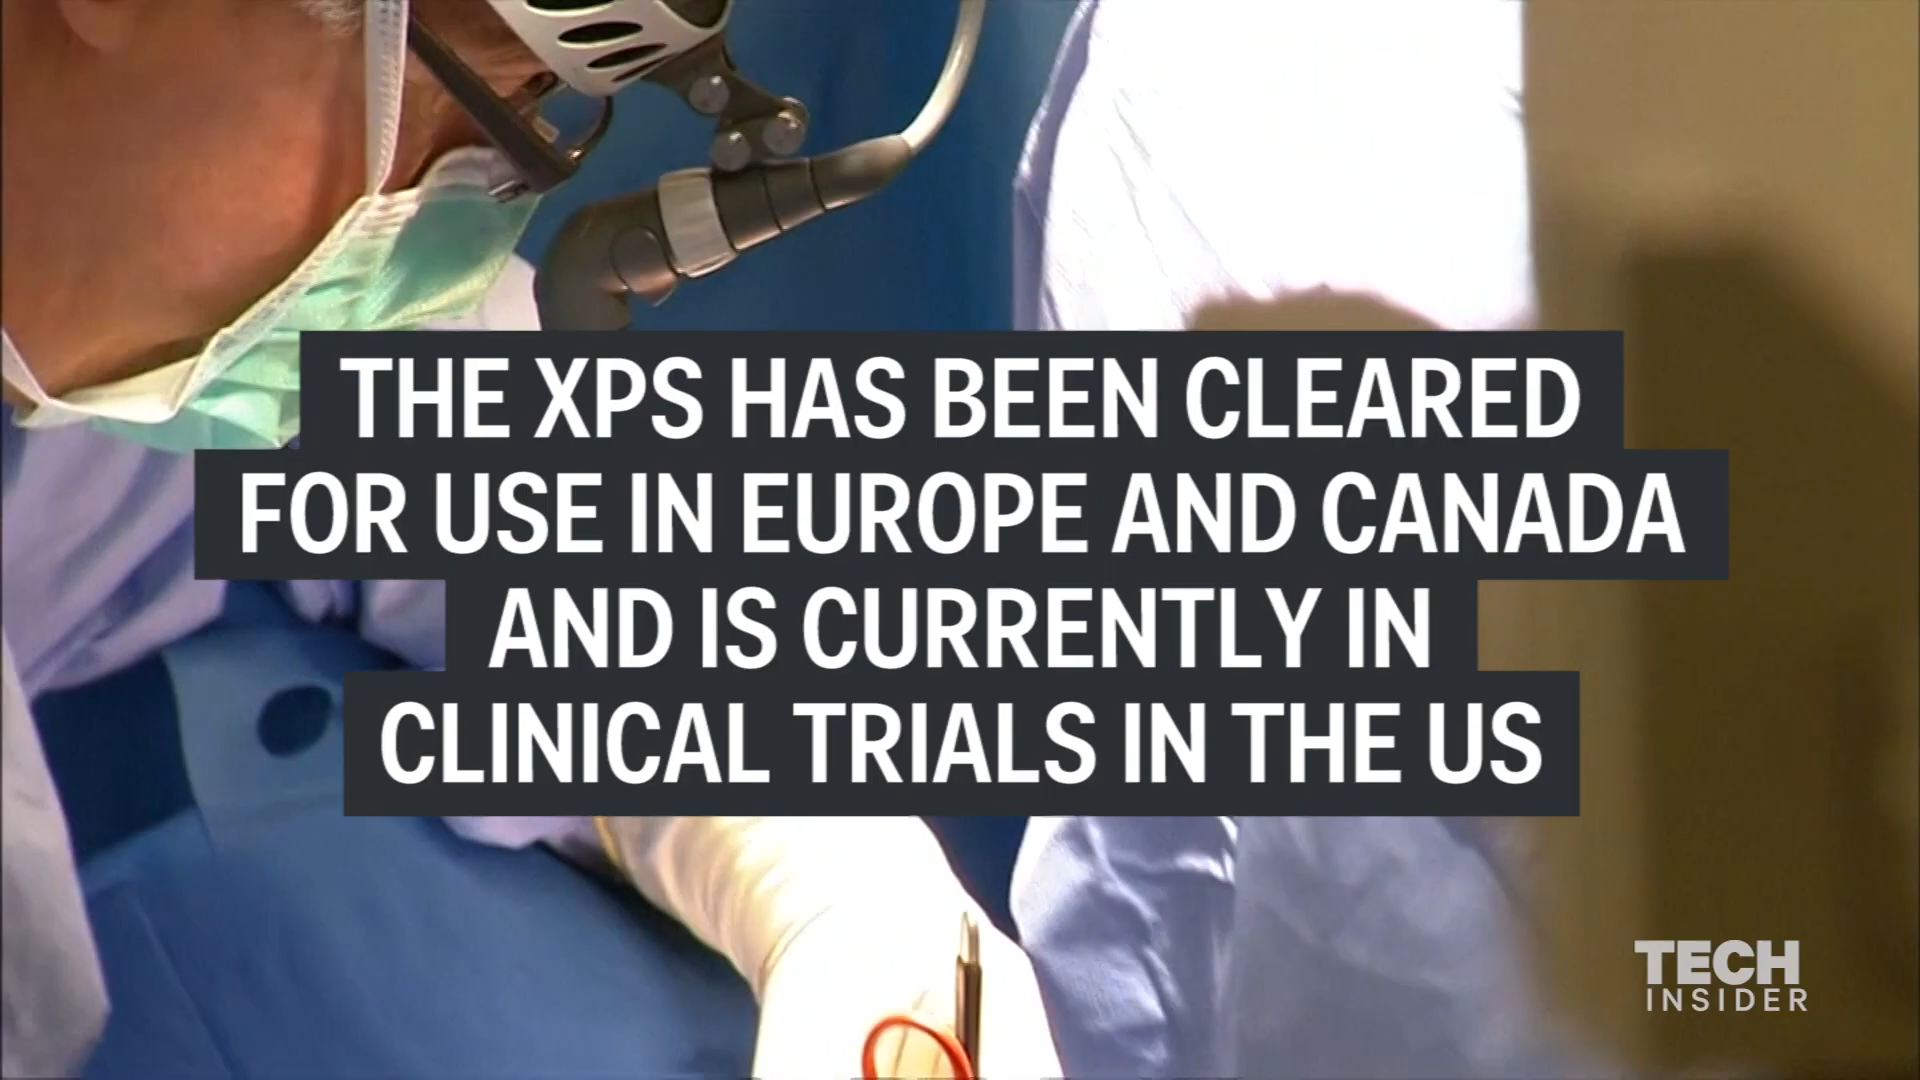 THE XPS HAS BEEN CLEARED
FOR USE IN EUROPE AND CANADA
AND IS CURRENTLY IN
CLINICAL TRIALS IN THE US
TECH
INSIDER